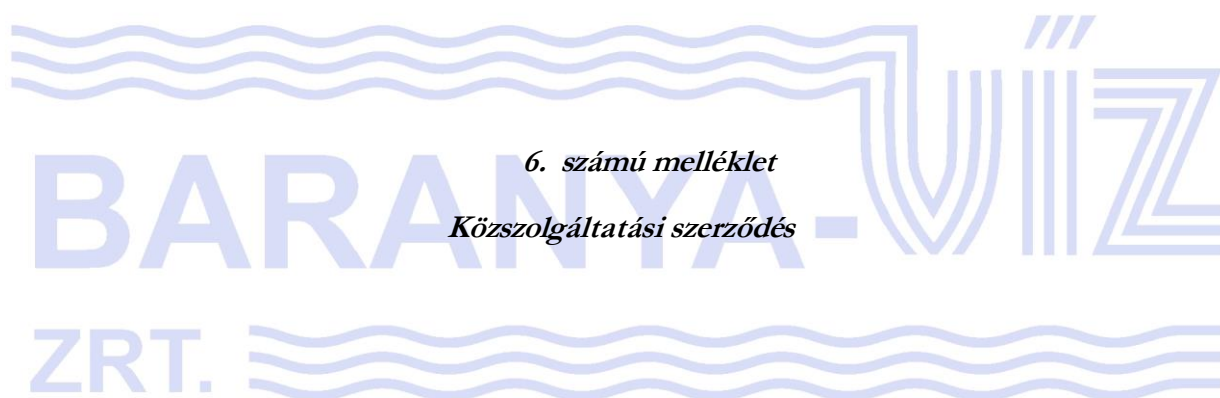 6. számú melléklet
Közszolgáltatási szerződés
BARANYA-VÍZ
ZRT.